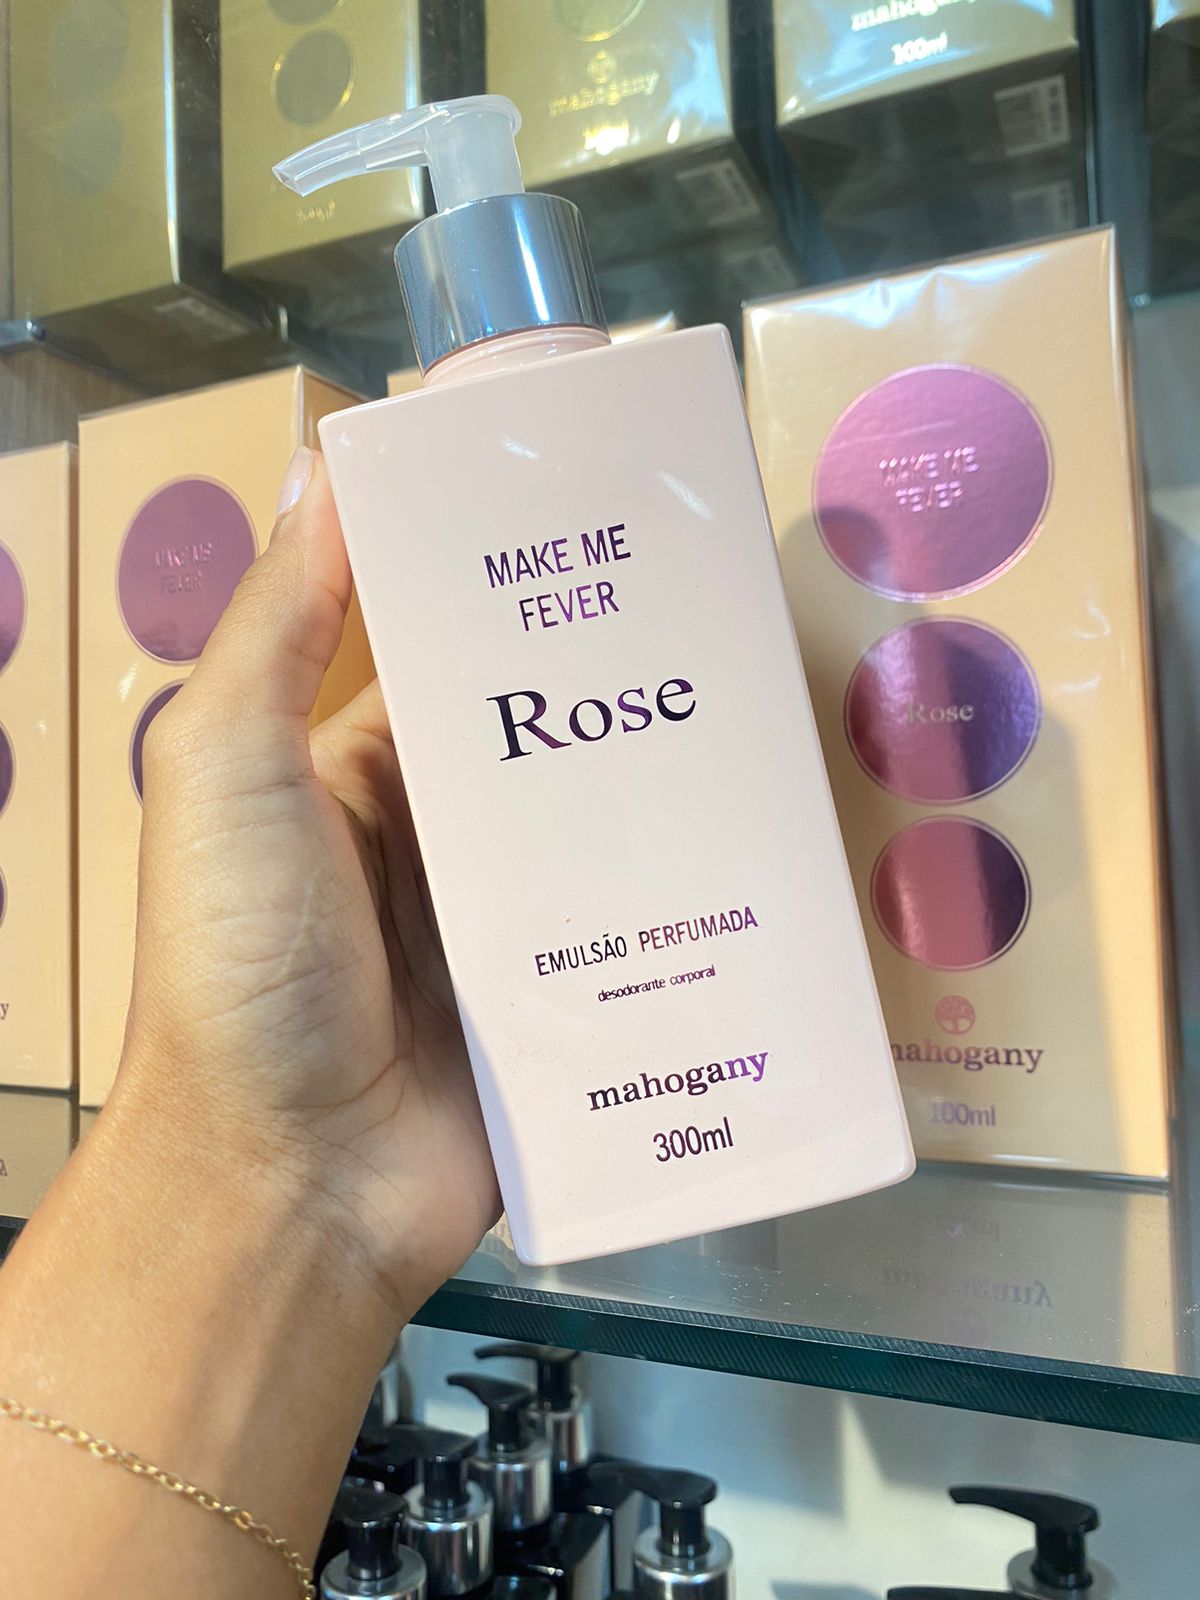 mahogany
100ml
mahogany
MAKE ME
FEVER
Rose
EMULSÃO PERFUMADA
desodorante corporal
mahogany
300ml
MAKE ME
FEVER
MAKE ME
FEVER
Rose
mahogany
100ml